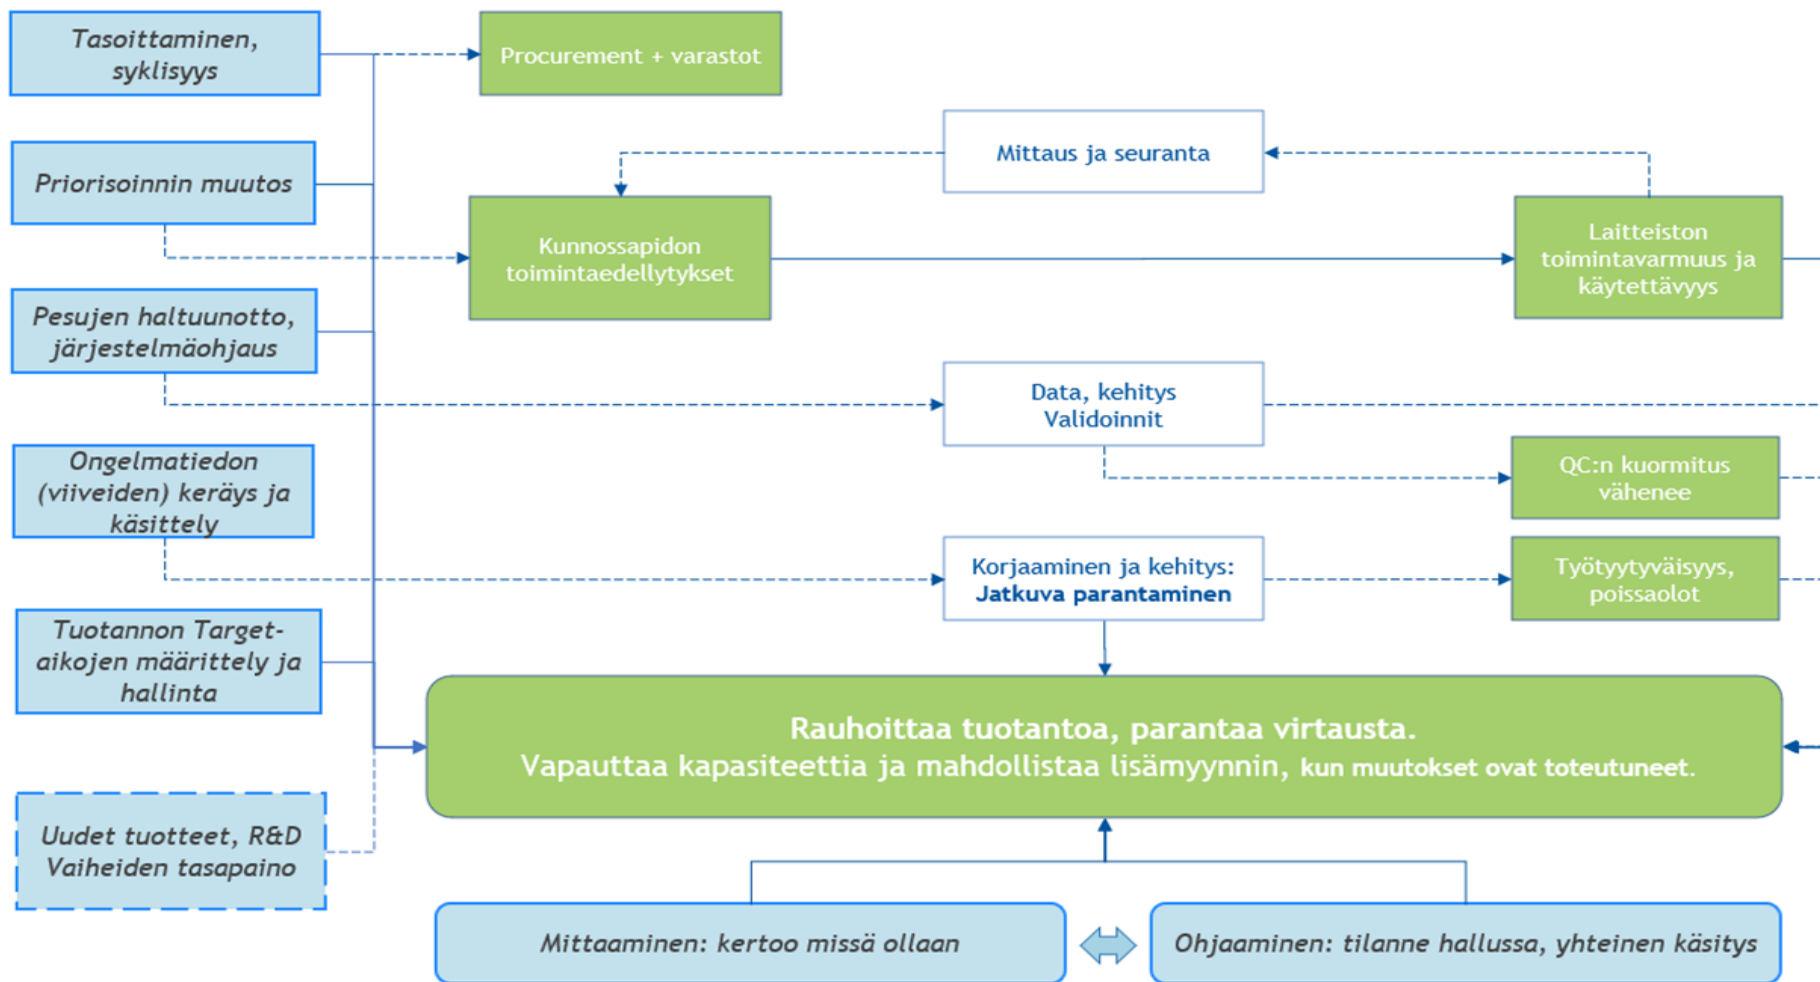 Tasoittaminen,
syklisyys
Procurement + varastot
Mittaus ja seuranta
Priorisoinnin muutos
Kunnossapidon
toimintaedellytykset
Laitteiston
toimintavarmuus ja
käytettävyys
Pesujen haltuunotto,
järjestelmäohjaus
Data, kehitys
Validoinnit
Ongelmatiedon
(viiveiden) keräys ja
käsittely
QC:n kuormitus
vähenee
Korjaaminen ja kehitys:
Jatkuva parantaminen
Työtyytyväisyys,
poissaolot
Tuotannon Target-
aikojen määrittely ja
hallinta
Rauhoittaa tuotantoa, parantaa virtausta.
Vapauttaa kapasiteettia ja mahdollistaa lisämyynnin, kun muutokset ovat toteutuneet.
Uudet tuotteet, R&D
Vaiheiden tasapaino
Mittaaminen: kertoo missä ollaan
Ohjaaminen: tilanne hallussa, yhteinen käsitys